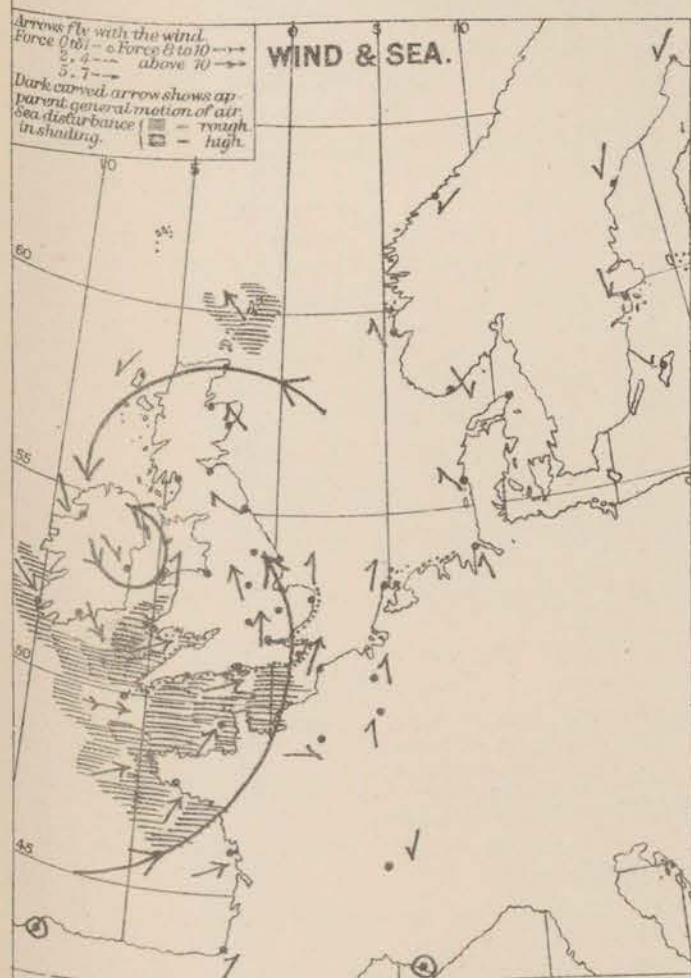 Arrows fly with the wind.
Force 0 to 1 – o Force 8 to 10
2 „ 4 – above 10
5 „ 7 –
Dark curved arrow shows ap-
parent general motion of air.
Sea disturbance { – rough
in shading. { – high.
WIND & SEA.
0
10
10
5
60
55
50
45